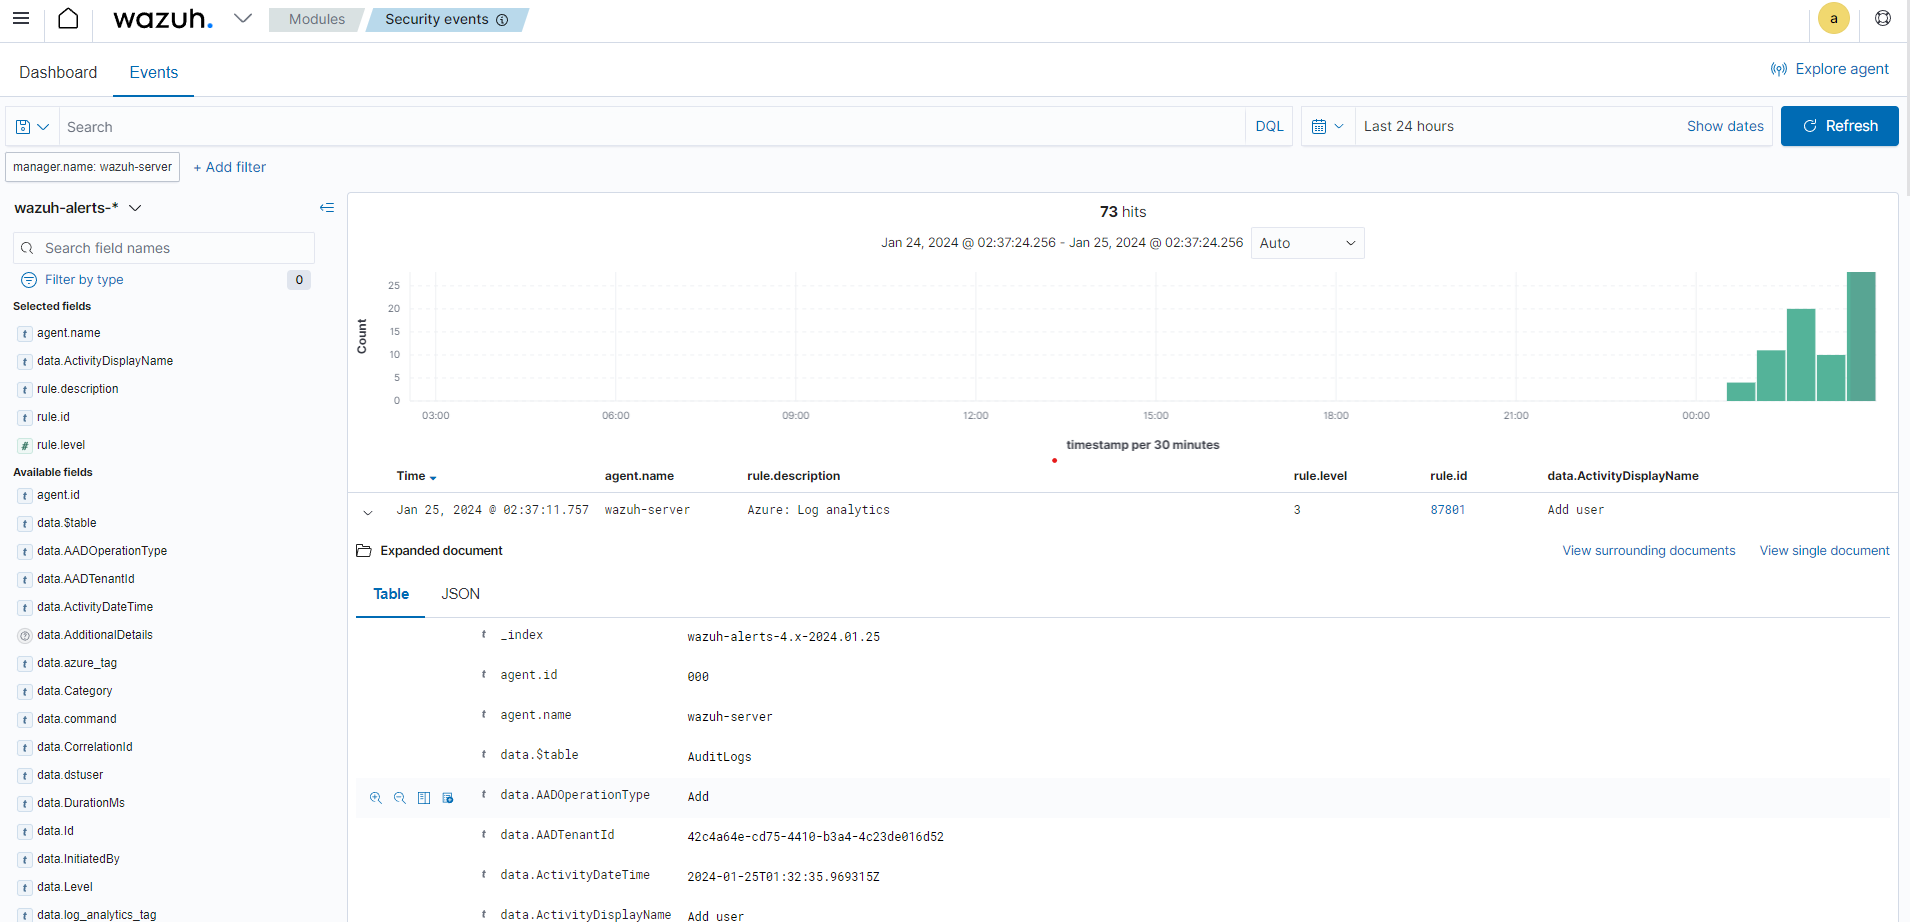 wazuh.
Modules
Security events
a
Dashboard
Events
Explore agent
Search
DQL
Last 24 hours
Show dates
Refresh
manager.name: wazuh-server
+ Add filter
wazuh-alerts-*
Search field names
Filter by type
0
Selected fields
t agent.name
t data.ActivityDisplayName
t rule.description
t rule.id
# rule.level
Available fields
t agent.id
t data.$table
t data.AADOperationType
t data.AADTenantId
t data.ActivityDateTime
? data.AdditionalDetails
t data.azure_tag
t data.Category
t data.command
t data.CorrelationId
t data.dstuser
t data.DurationMs
t data.Id
t data.InitiatedBy
t data.Level
t data.log_analytics_tag
73 hits
Jan 24, 2024 @ 02:37:24.256 - Jan 25, 2024 @ 02:37:24.256
Auto
Count
25
20
15
10
5
0
03:00 06:00 09:00 12:00 15:00 18:00 21:00 00:00
timestamp per 30 minutes
Time agent.name rule.description rule.level rule.id data.ActivityDisplayName
Jan 25, 2024 @ 02:37:11.757 wazuh-server Azure: Log analytics 3 87801 Add user
Expanded document
View surrounding documents
View single document
Table
JSON
t _index wazuh-alerts-4.x-2024.01.25
t agent.id 000
t agent.name wazuh-server
t data.$table AuditLogs
t data.AADOperationType Add
t data.AADTenantId 42c4a64e-cd75-4410-b3a4-4c23de016d52
t data.ActivityDateTime 2024-01-25T01:32:35.969315Z
t data.ActivityDisplayName Add user